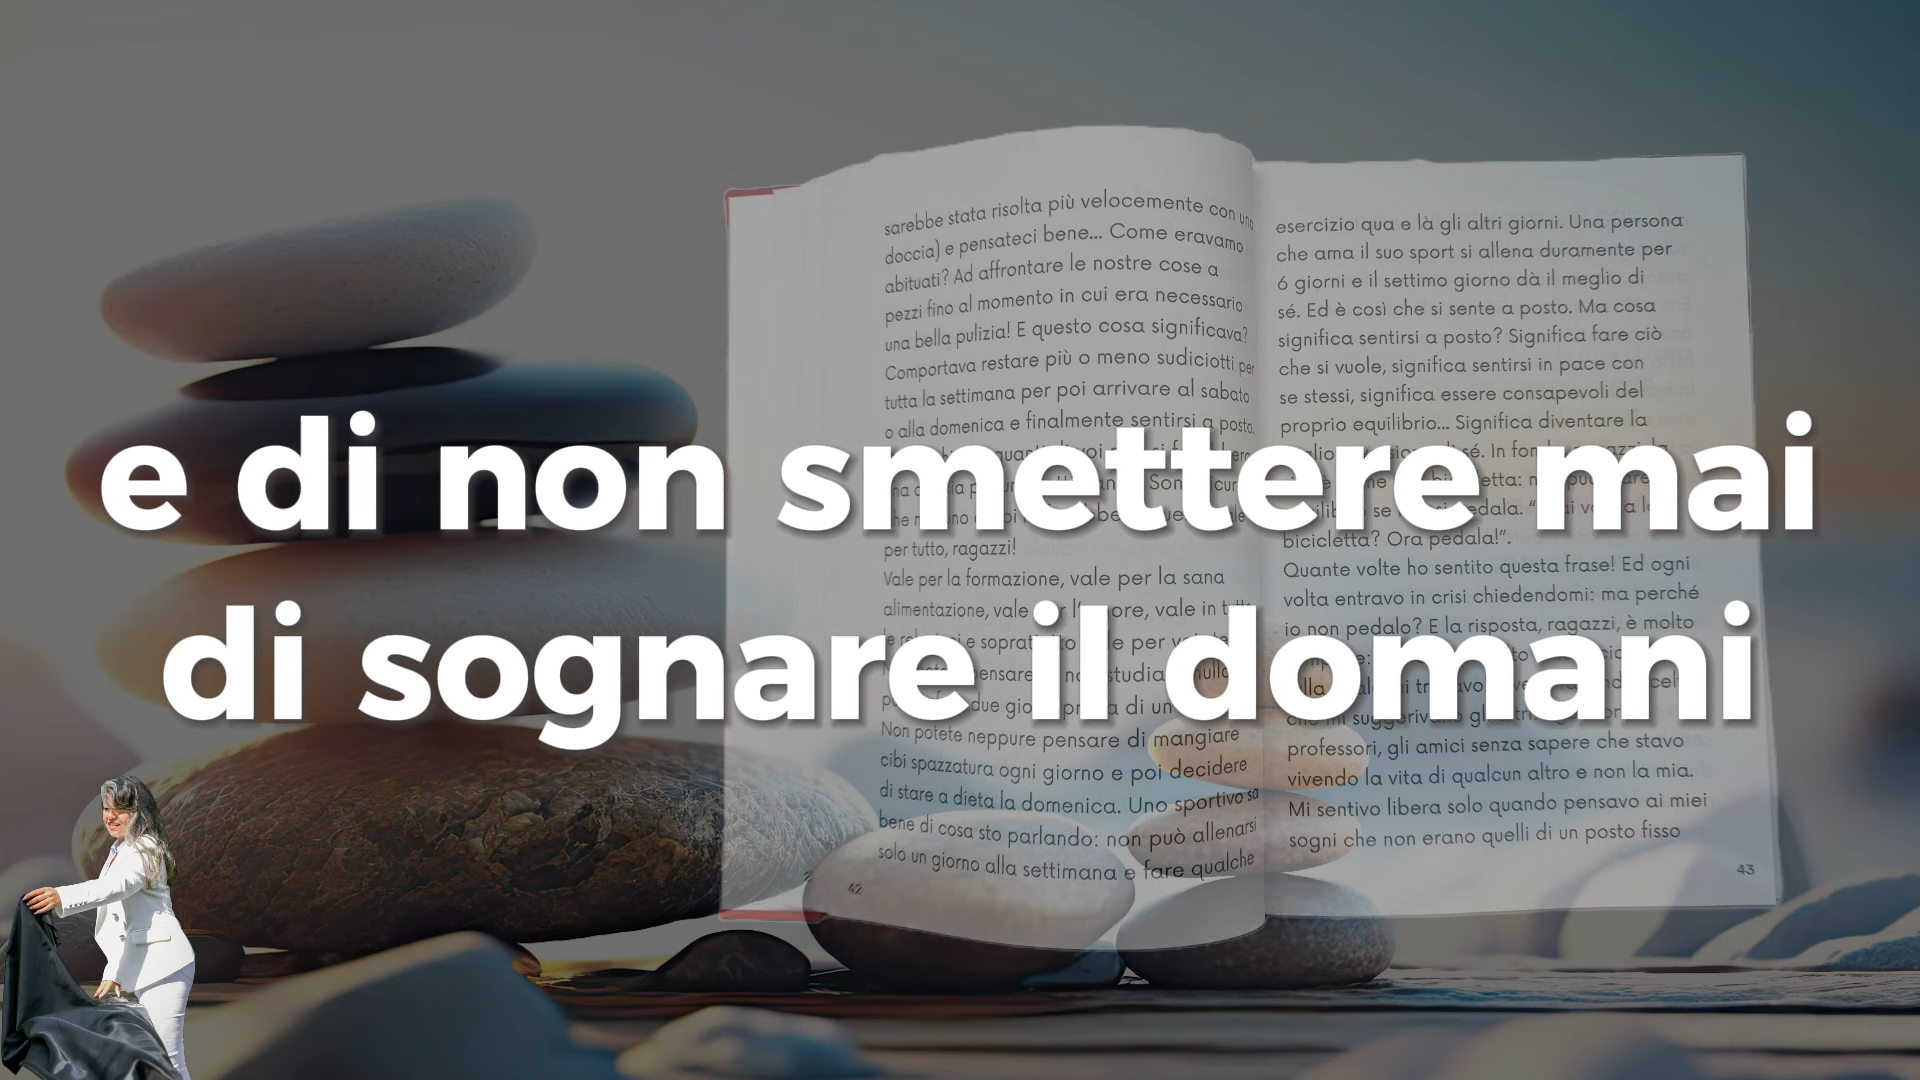 e di non smettere mai
di sognare il domani
sarebbe stata risolta più velocemente con una
doccia) e pensateci bene... Come eravamo
abituati? Ad affrontare le nostre cose a
pezzi fino al momento in cui era necessario
una bella pulizia! E questo cosa significava?
Comportava restare più o meno sudiciotti per
tutta la settimana per poi arrivare al sabato
o alla domenica e finalmente sentirsi a posto.
per tutto, ragazzi!
Vale per la formazione, vale per la sana
alimentazione, vale
Non potete neppure pensare di mangiare
cibi spazzatura ogni giorno e poi decidere
di stare a dieta la domenica. Uno sportivo sa
bene di cosa sto parlando: non può allenarsi
solo un giorno alla settimana e fare qualche
42
esercizio qua e là gli altri giorni. Una persona
che ama il suo sport si allena duramente per
6 giorni e il settimo giorno dà il meglio di
sé. Ed è così che si sente a posto. Ma cosa
significa sentirsi a posto? Significa fare ciò
che si vuole, significa sentirsi in pace con
se stessi, significa essere consapevoli del
proprio equilibrio... Significa diventare la
bicicletta? Ora pedala!”.
Quante volte ho sentito questa frase! Ed ogni
volta entravo in crisi chiedendomi: ma perché
io non pedalo? E la risposta, ragazzi, è molto
professori, gli amici senza sapere che stavo
vivendo la vita di qualcun altro e non la mia.
Mi sentivo libera solo quando pensavo ai miei
sogni che non erano quelli di un posto fisso
43